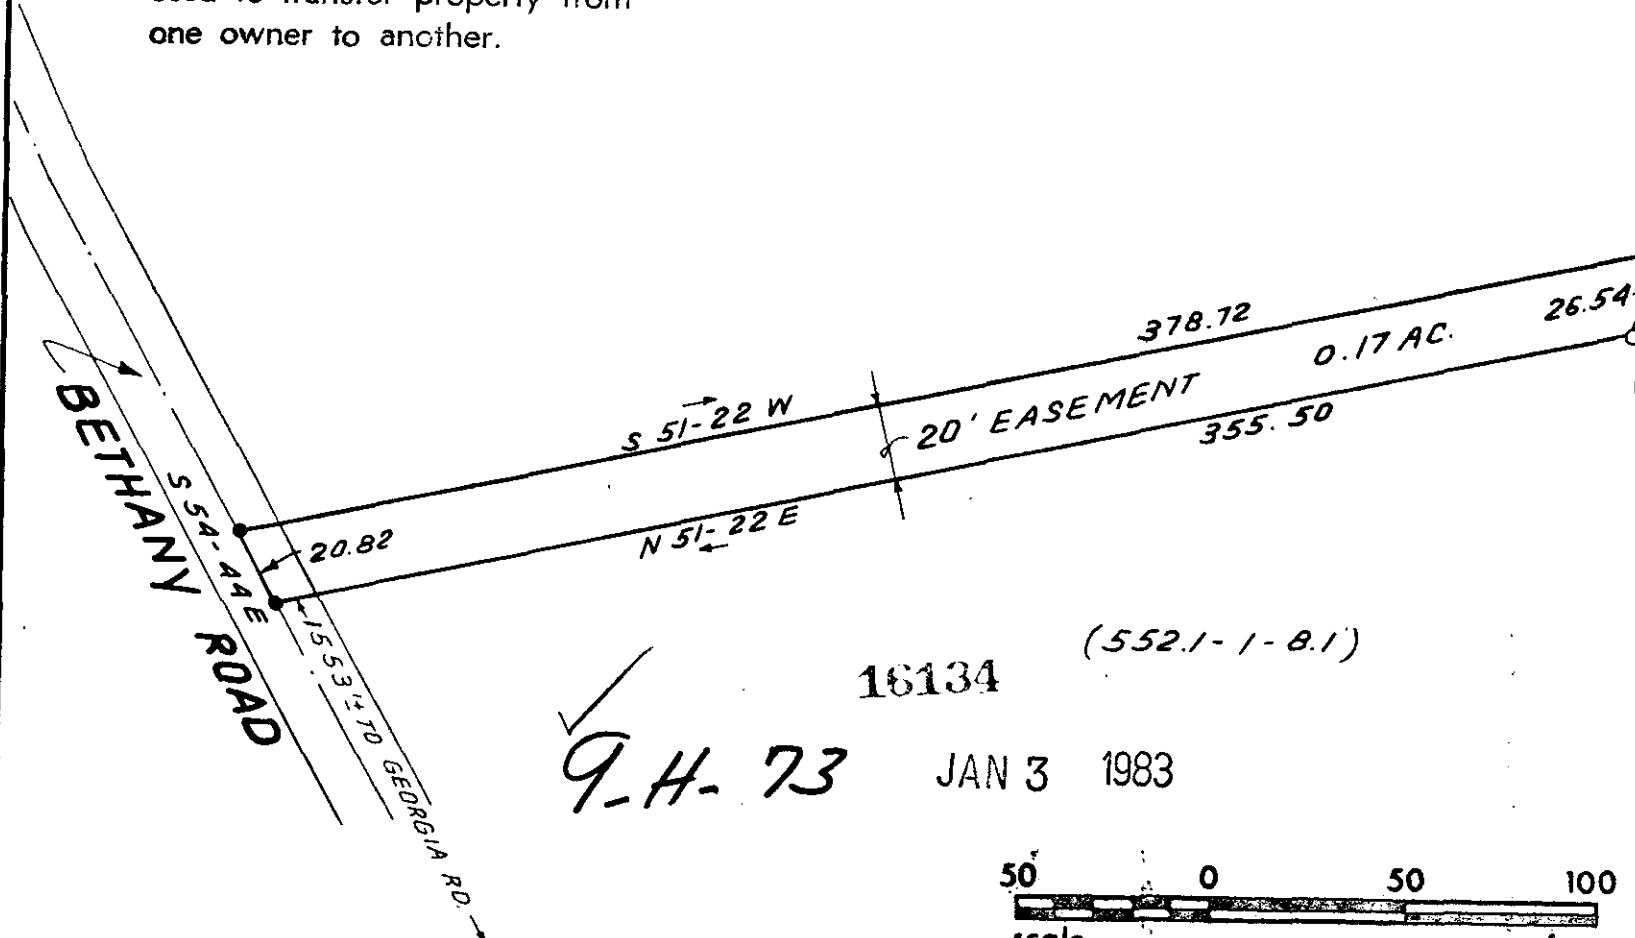 used to transfer property from
one owner to another.
378.72
26.54
0.17 AC.
S 51-22 W
20' EASEMENT
355.50
N 51-22 E
20.82
BETHANY ROAD
S 54-44 E
1553'± TO GEORGIA RD.
(552.1-1-8.1)
16134
9-H-73
JAN 3 1983
50 0 50 100
scale